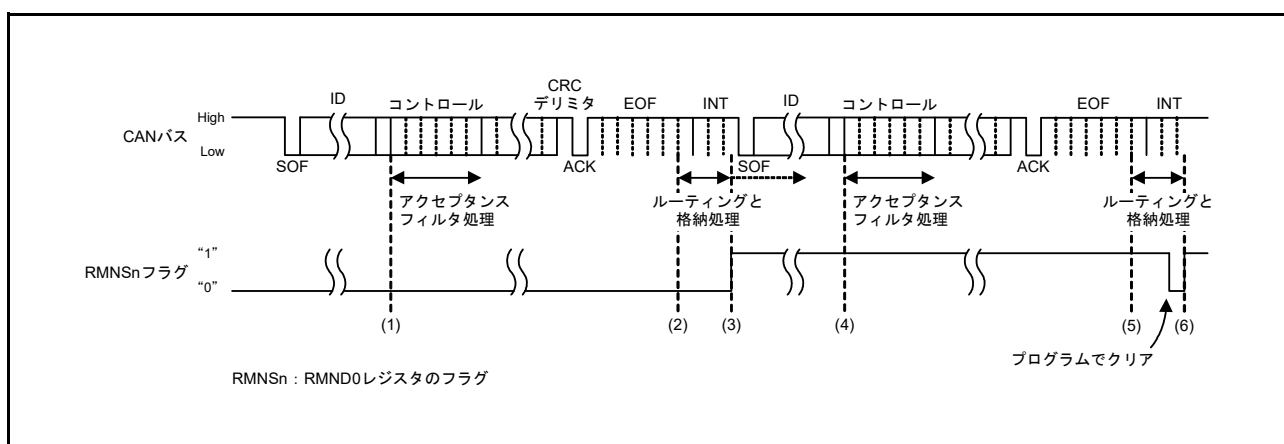 CRC
ID コントロール デリミタ EOF INT ID コントロール EOF INT
High
CANバス
Low
SOF ACK SOF ACK
アクセプタンス
フィルタ処理
ルーティングと
格納処理
アクセプタンス
フィルタ処理
ルーティングと
格納処理
“1”
RMNSnフラグ
“0”
(1) (2) (3) (4) (5) (6)
プログラムでクリア
RMNSn：RMND0レジスタのフラグ